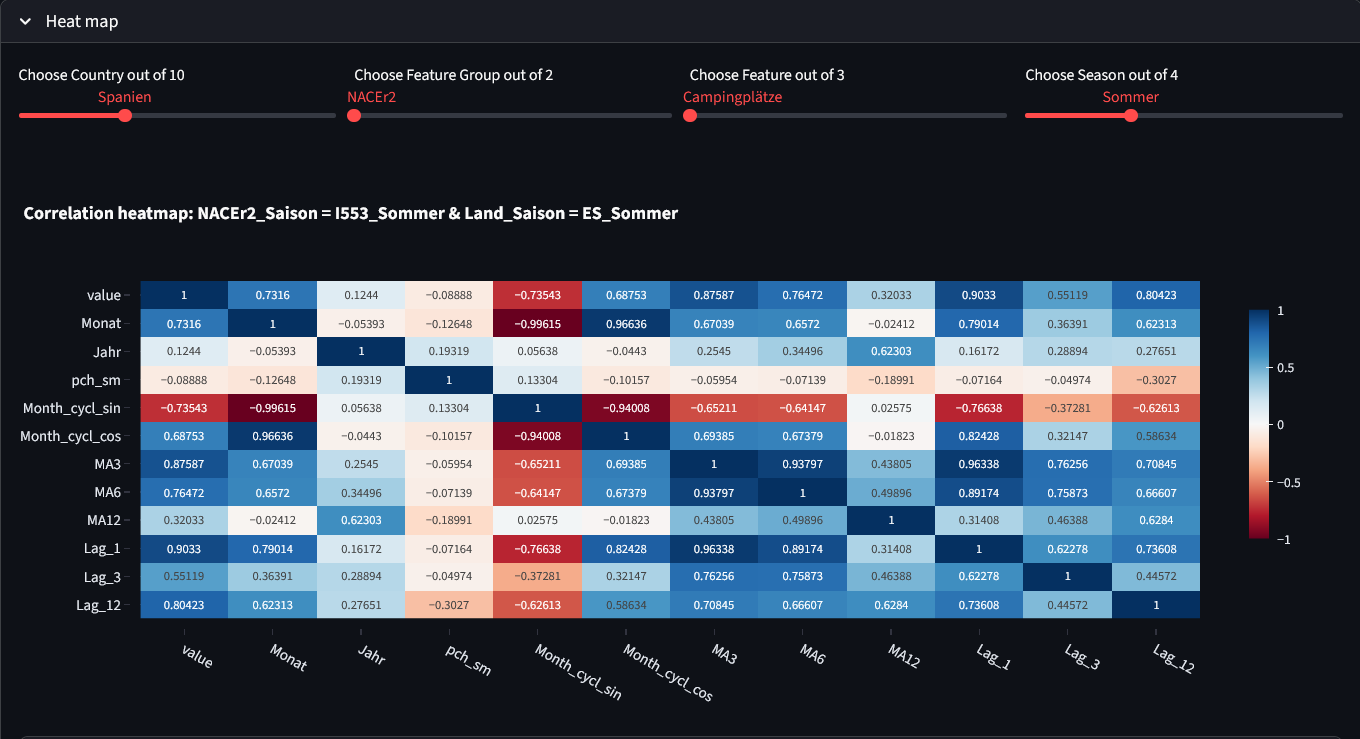 Heat map
Choose Country out of 10 Choose Feature Group out of 2 Choose Feature out of 3 Choose Season out of 4
Spanien NACEr2 Campingplätze Sommer
Correlation heatmap: NACEr2_Saison = I553_Sommer & Land_Saison = ES_Sommer
value 1 0.7316 0.1244 −0.08888 −0.73543 0.68753 0.87587 0.76472 0.32033 0.9033 0.55119 0.80423
Monat 0.7316 1 −0.05393 −0.12648 −0.99615 0.96636 0.67039 0.6572 −0.02412 0.79014 0.36391 0.62313
Jahr 0.1244 −0.05393 1 0.19319 0.05638 −0.0443 0.2545 0.34496 0.62303 0.16172 0.28894 0.27651
pch_sm −0.08888 −0.12648 0.19319 1 0.13304 −0.10157 −0.05954 −0.07139 −0.18991 −0.07164 −0.04974 −0.3027
Month_cycl_sin −0.73543 −0.99615 0.05638 0.13304 1 −0.94008 −0.65211 −0.64147 0.02575 −0.76638 −0.37281 −0.62613
Month_cycl_cos 0.68753 0.96636 −0.0443 −0.10157 −0.94008 1 0.69385 0.67379 −0.01823 0.82428 0.32147 0.58634
MA3 0.87587 0.67039 0.2545 −0.05954 −0.65211 0.69385 1 0.93797 0.43805 0.96338 0.76256 0.70845
MA6 0.76472 0.6572 0.34496 −0.07139 −0.64147 0.67379 0.93797 1 0.49896 0.89174 0.75873 0.66607
MA12 0.32033 −0.02412 0.62303 −0.18991 0.02575 −0.01823 0.43805 0.49896 1 0.31408 0.46388 0.6284
Lag_1 0.9033 0.79014 0.16172 −0.07164 −0.76638 0.82428 0.96338 0.89174 0.31408 1 0.62278 0.73608
Lag_3 0.55119 0.36391 0.28894 −0.04974 −0.37281 0.32147 0.76256 0.75873 0.46388 0.62278 1 0.44572
Lag_12 0.80423 0.62313 0.27651 −0.3027 −0.62613 0.58634 0.70845 0.66607 0.6284 0.73608 0.44572 1
value Monat Jahr pch_sm Month_cycl_sin Month_cycl_cos MA3 MA6 MA12 Lag_1 Lag_3 Lag_12
1
0.5
0
−0.5
−1